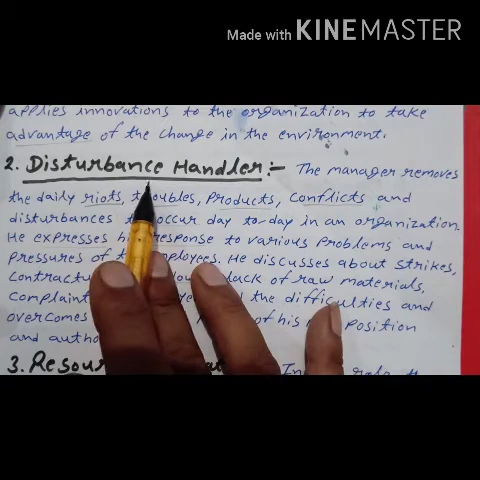 Made with KINEMASTER
applies innovations to the organization to take
advantage of the change in the environment.
2. Disturbance Handler:- The manager removes
the daily riots, troubles, products, conflicts and
disturbances to occur day to-day in an organization.
He expresses his response to various problems and
pressures of the employees. He discusses about strikes,
lack of raw materials,
the difficulties and
overcomes of his position
and
3.